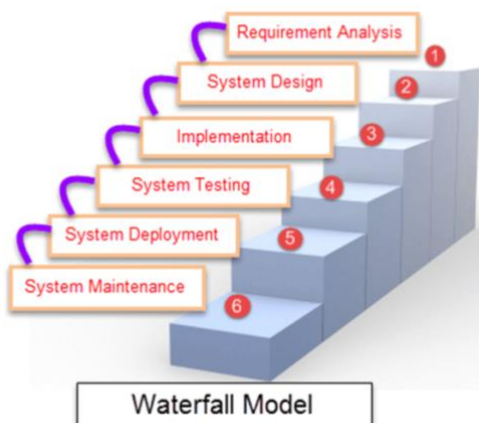 Requirement Analysis
1
System Design
2
Implementation
3
System Testing
4
System Deployment
5
System Maintenance
6
Waterfall Model